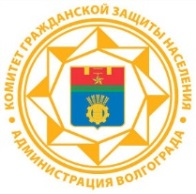 КОМИТЕТ ГРАЖДАНСКОЙ ЗАЩИТЫ НАСЕЛЕНИЯ
АДМИНИСТРАЦИЯ ВОЛГОГРАДА